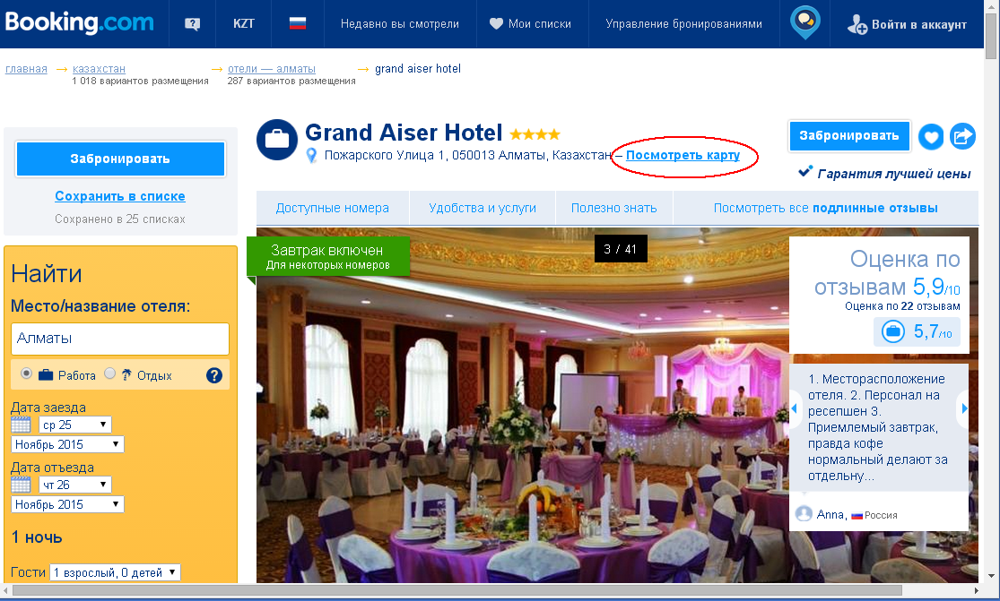 Booking.com
KZT
Недавно вы смотрели
Мои списки
Управление бронированиями
Войти в аккаунт
главная → казахстан → отели — алматы → grand aiser hotel
1 018 вариантов размещения
287 вариантов размещения
Забронировать
Сохранить в списке
Сохранено в 25 списках
Grand Aiser Hotel
Пожарского Улица 1, 050013 Алматы, Казахстан – Посмотреть карту
Забронировать
Гарантия лучшей цены
Доступные номера
Удобства и услуги
Полезно знать
Посмотреть все подлинные отзывы
Найти
Место/название отеля:
Алматы
Работа
Отдых
?
Дата заезда
ср 25
Ноябрь 2015
Дата отъезда
чт 26
Ноябрь 2015
1 ночь
Гости 1 взрослый, 0 детей
Завтрак включен
Для некоторых номеров
3 / 41
Оценка по
отзывам 5,9/10
Оценка по 22 отзывам
5,7/10
1. Месторасположение
отеля. 2. Персонал на
ресепшен 3.
Приемлемый завтрак,
правда кофе
нормальный делают за
отдельну...
Anna, Россия